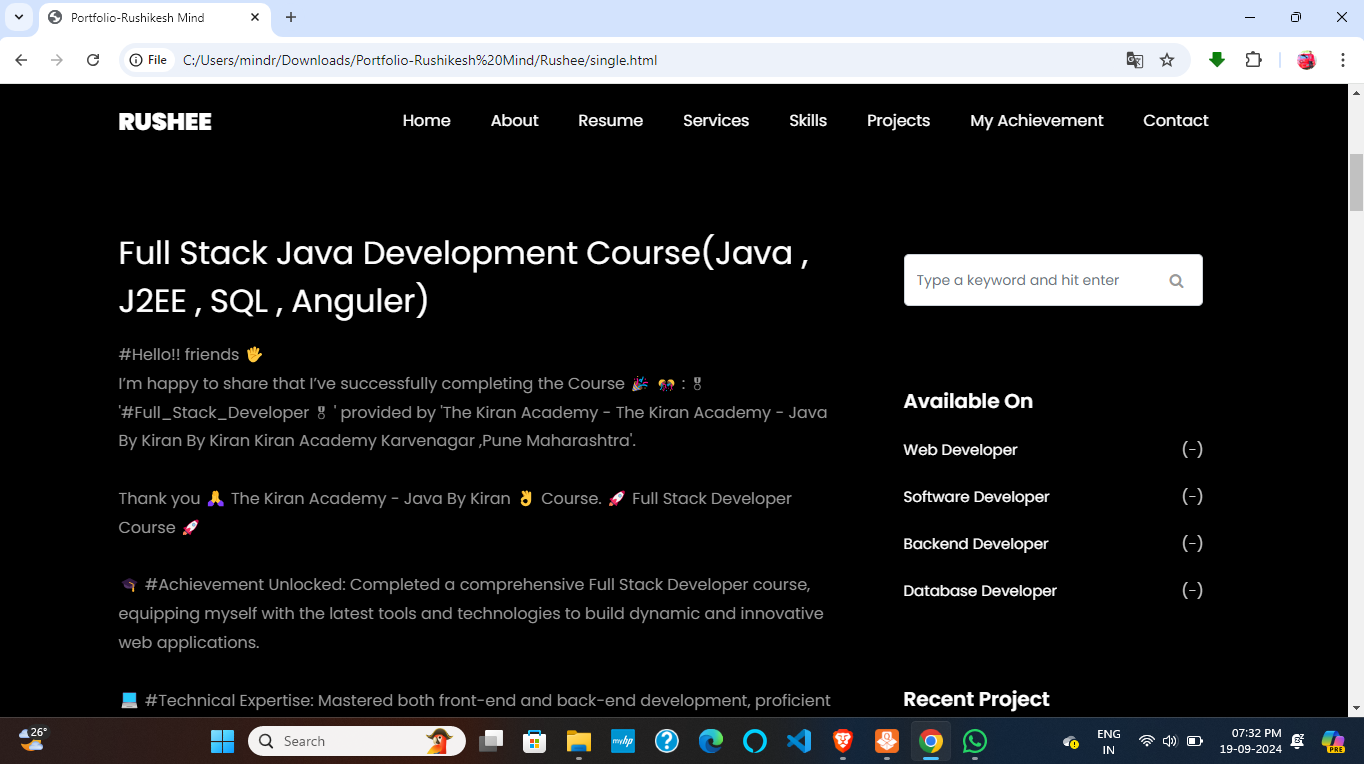 Portfolio-Rushikesh Mind
File C:/Users/mindr/Downloads/Portfolio-Rushikesh%20Mind/Rushee/single.html
RUSHEE
Home About Resume Services Skills Projects My Achievement Contact
Full Stack Java Development Course(Java ,
J2EE , SQL , Anguler)
#Hello!! friends 🖐
I’m happy to share that I’ve successfully completing the Course 🎉 🎊 : 🎖
'#Full_Stack_Developer 🎖 ' provided by 'The Kiran Academy - The Kiran Academy - Java
By Kiran By Kiran Kiran Academy Karvenagar ,Pune Maharashtra'.
Thank you 🙏 The Kiran Academy - Java By Kiran 👌 Course. 🚀 Full Stack Developer
Course 🚀
🎓 #Achievement Unlocked: Completed a comprehensive Full Stack Developer course,
equipping myself with the latest tools and technologies to build dynamic and innovative
web applications.
💻 #Technical Expertise: Mastered both front-end and back-end development, proficient
Type a keyword and hit enter
Available On
Web Developer (-)
Software Developer (-)
Backend Developer (-)
Database Developer (-)
Recent Project
26°
Search
myhp
ENG
IN
07:32 PM
19-09-2024
PRE